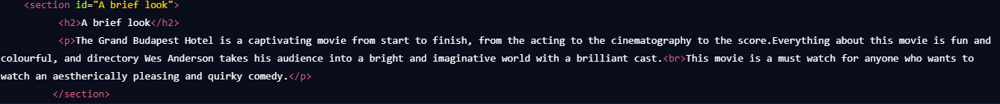 <section id="A brief look">
<h2>A brief look</h2>
<p>The Grand Budapest Hotel is a captivating movie from start to finish, from the acting to the cinematography to the score.Everything about this movie is fun and
colourful, and directory Wes Anderson takes his audience into a bright and imaginative world with a brilliant cast.<br>This movie is a must watch for anyone who wants to
watch an aestherically pleasing and quirky comedy.</p>
</section>